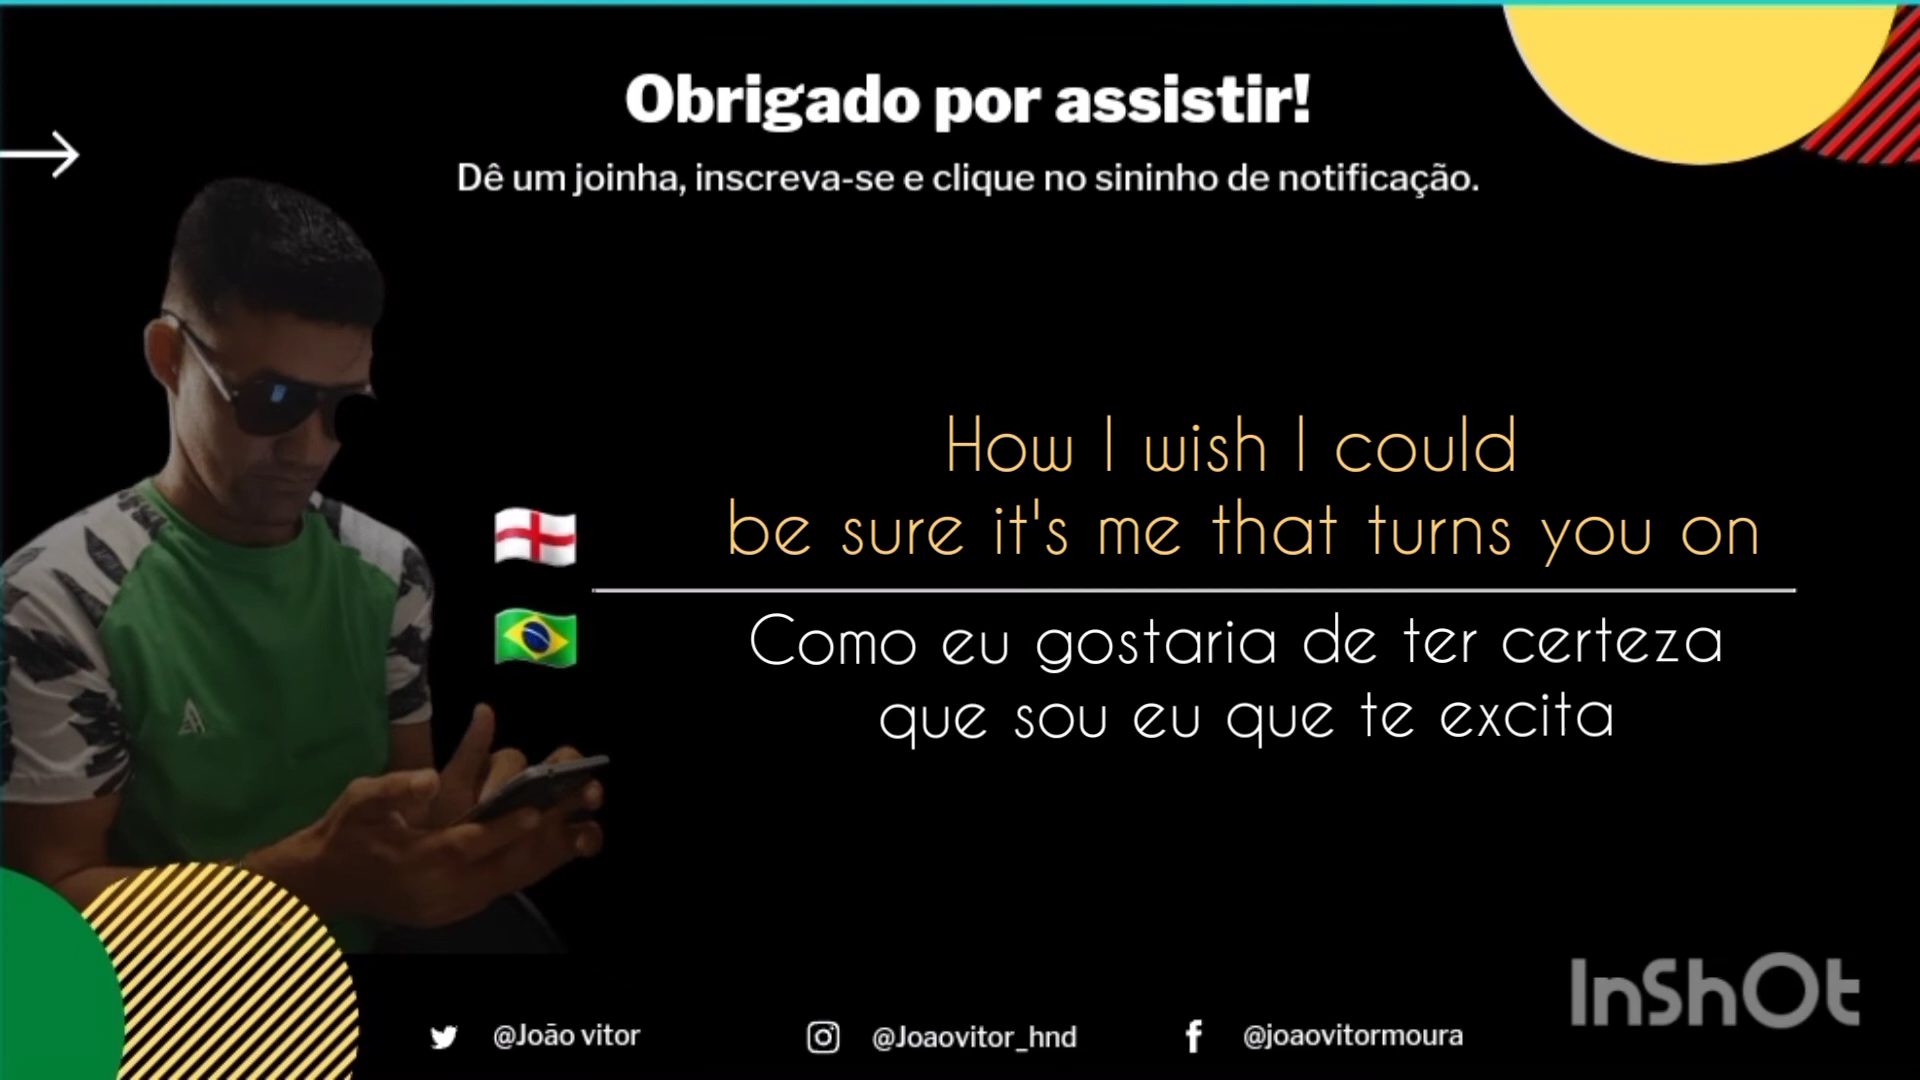 Obrigado por assistir!
Dê um joinha, inscreva-se e clique no sininho de notificação.
How I wish I could
be sure it's me that turns you on
Como eu gostaria de ter certeza
que sou eu que te excita
InShOt
@João vitor
@Joaovitor_hnd
@joaovitormoura